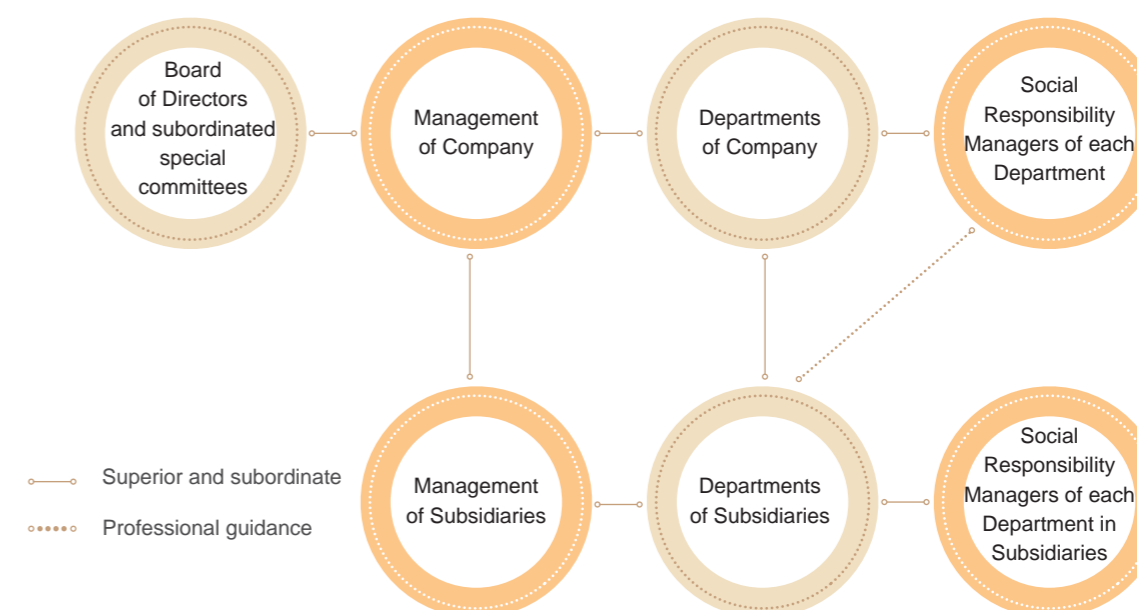 Board
of Directors
and subordinated
special
committees
Management
of Company
Departments
of Company
Social
Responsibility
Managers of each
Department
Superior and subordinate
Professional guidance
Management
of Subsidiaries
Departments
of Subsidiaries
Social
Responsibility
Managers of each
Department in
Subsidiaries